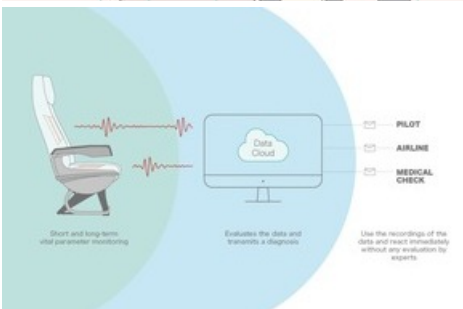 Data
Cloud
PILOT
AIRLINE
MEDICAL
CHECK
Short and long-term
vital parameter monitoring
Evaluates the data and
transmits a diagnosis
Use the recordings of the
data and react immediately
without any evaluation by
experts